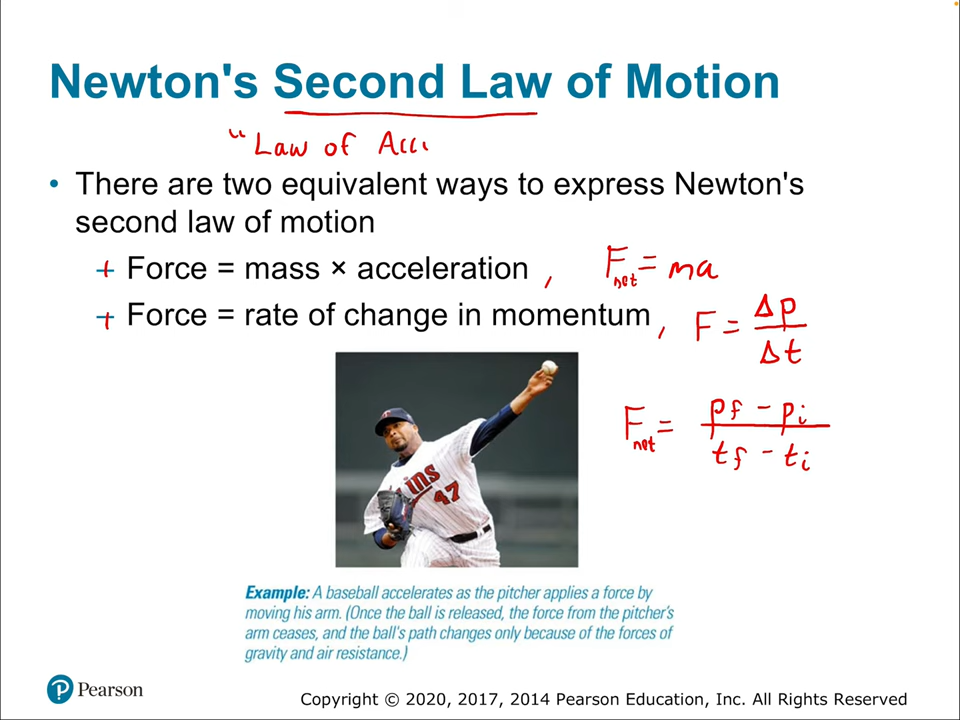 Newton's Second Law of Motion
"Law of Acc
• There are two equivalent ways to express Newton's
second law of motion
+ Force = mass × acceleration , F_net = ma
+ Force = rate of change in momentum , F = Δp / Δt
F_net = pf - pi / tf - ti
ins
47
Example: A baseball accelerates as the pitcher applies a force by
moving his arm. (Once the ball is released, the force from the pitcher's
arm ceases, and the ball's path changes only because of the forces of
gravity and air resistance.)
P Pearson
Copyright © 2020, 2017, 2014 Pearson Education, Inc. All Rights Reserved